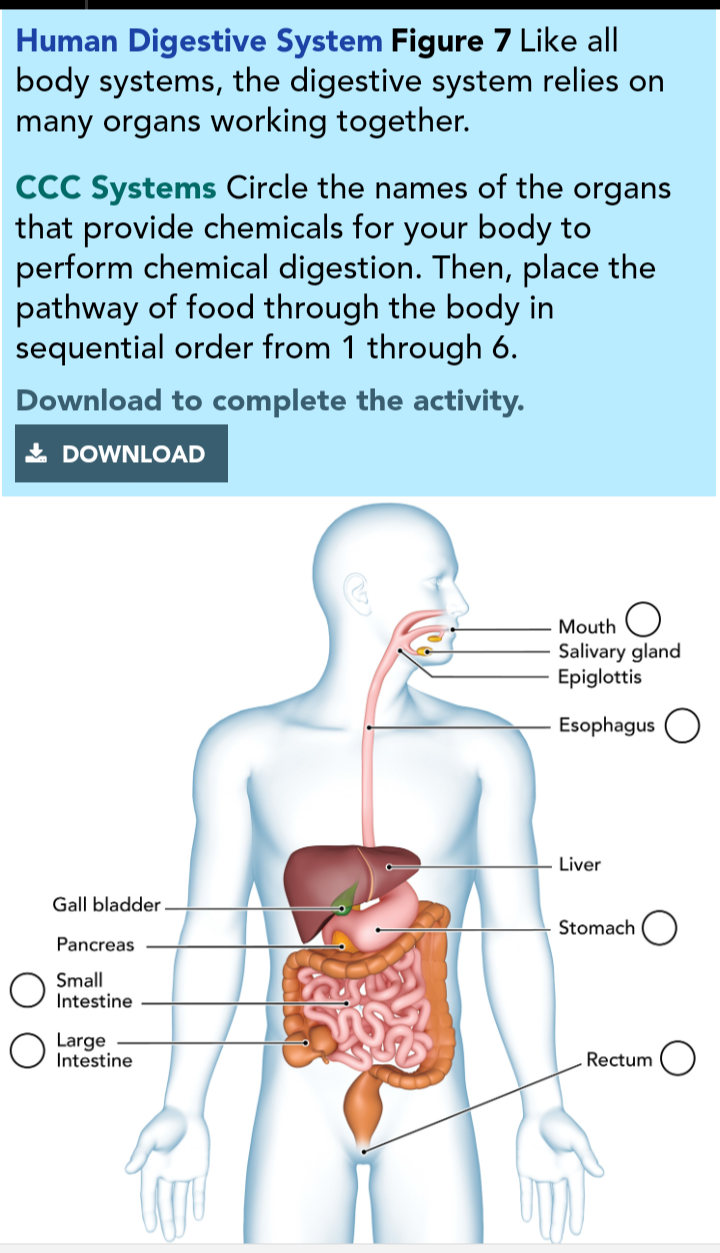 Human Digestive System Figure 7 Like all
body systems, the digestive system relies on
many organs working together.
CCC Systems Circle the names of the organs
that provide chemicals for your body to
perform chemical digestion. Then, place the
pathway of food through the body in
sequential order from 1 through 6.
Download to complete the activity.
DOWNLOAD
Mouth
Salivary gland
Epiglottis
Esophagus
Liver
Gall bladder
Stomach
Pancreas
Small
Intestine
Large
Intestine
Rectum